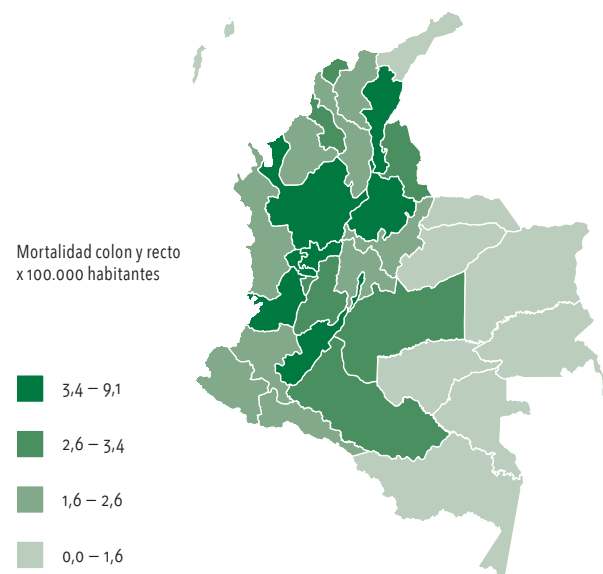 Mortalidad colon y recto
x 100.000 habitantes
3,4 – 9,1
2,6 – 3,4
1,6 – 2,6
0,0 – 1,6